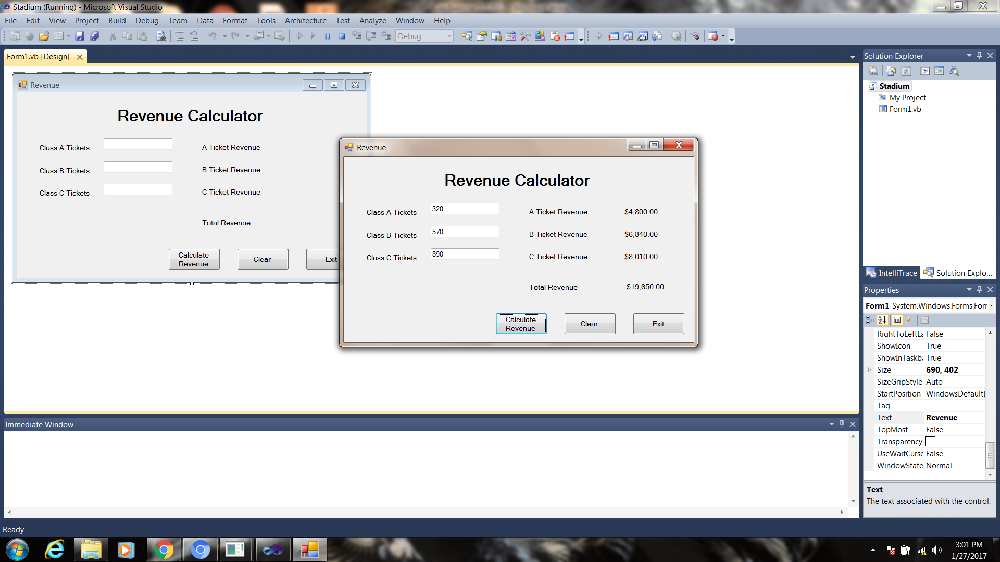 Stadium (Running) - Microsoft Visual Studio
File Edit View Project Build Debug Team Data Format Tools Architecture Test Analyze Window Help
Debug
Form1.vb [Design]
Revenue
Revenue Calculator
Class A Tickets A Ticket Revenue
Class B Tickets B Ticket Revenue
Class C Tickets C Ticket Revenue
Total Revenue
Calculate Revenue Clear Exit
Revenue
Revenue Calculator
Class A Tickets 320 A Ticket Revenue $4,800.00
Class B Tickets 570 B Ticket Revenue $6,840.00
Class C Tickets 890 C Ticket Revenue $8,010.00
Total Revenue $19,650.00
Calculate Revenue Clear Exit
Solution Explorer
Stadium
My Project
Form1.vb
IntelliTrace Solution Explo...
Properties
Form1 System.Windows.Forms.Forr
RightToLeftLa False
ShowIcon True
ShowInTaskba True
Size 690, 402
SizeGripStyle Auto
StartPosition WindowsDefaultL
Tag
Text Revenue
TopMost False
Transparency
UseWaitCursc False
WindowState Normal
Text
The text associated with the control.
Immediate Window
Ready
3:01 PM
1/27/2017